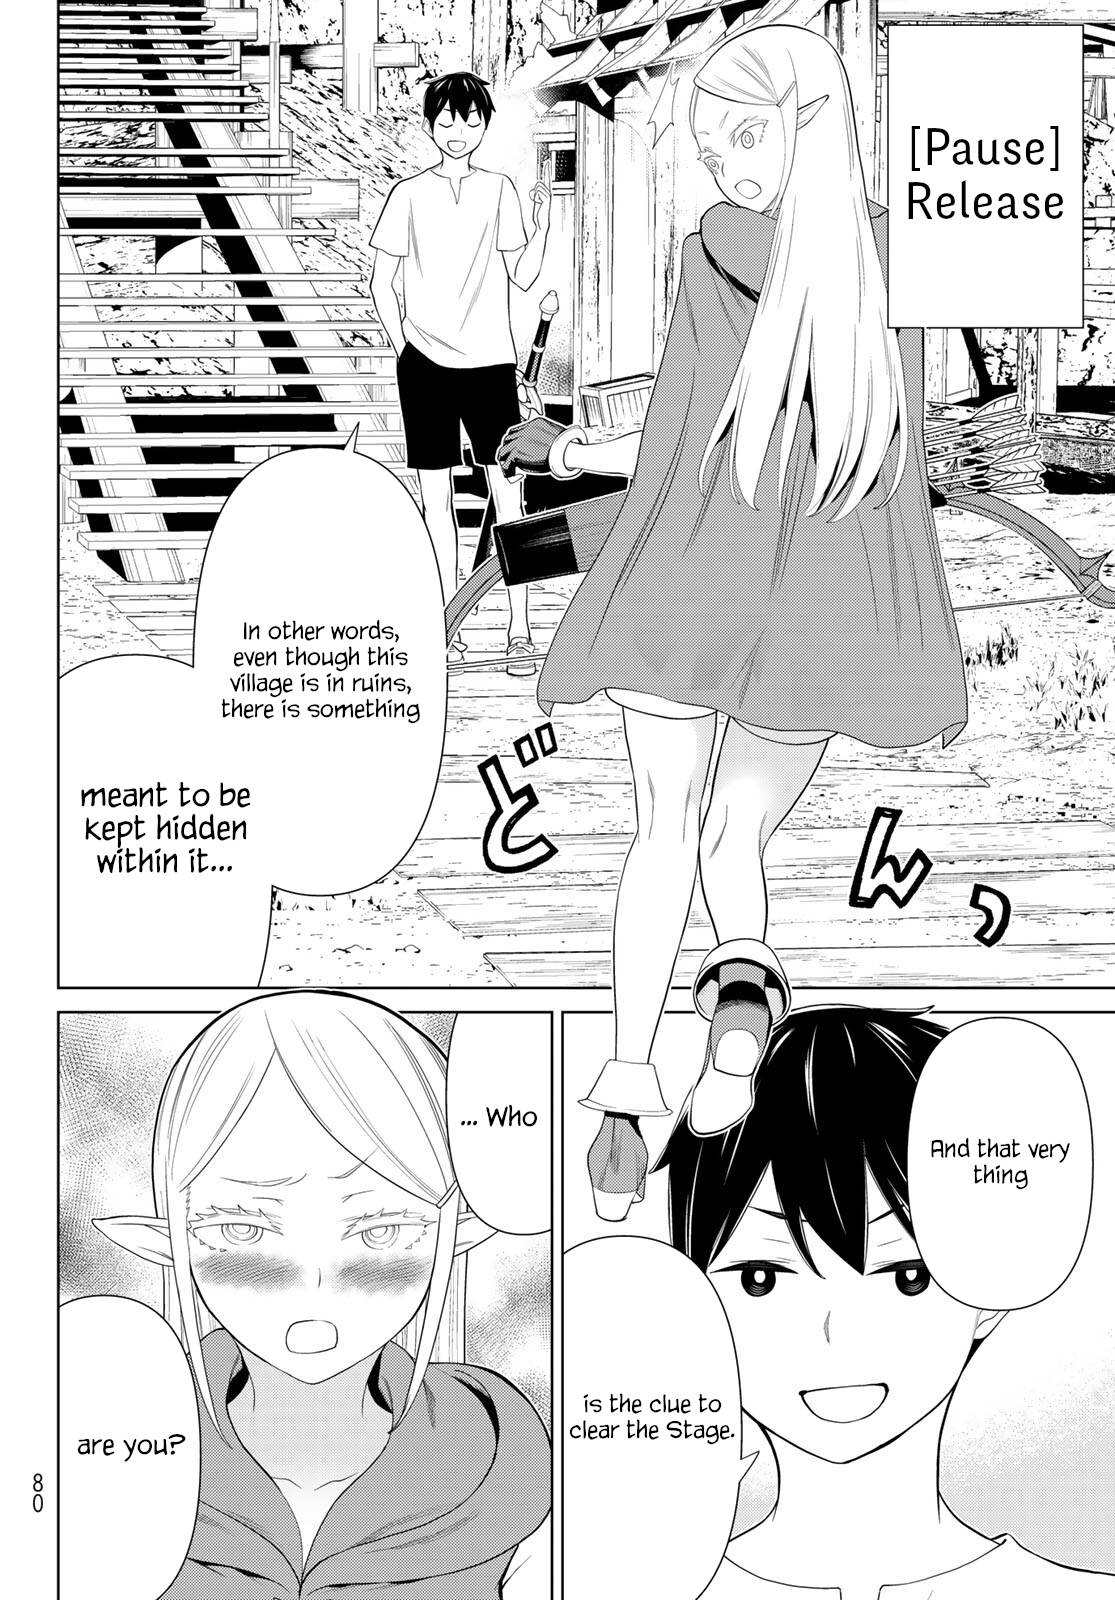 [Pause]
Release
In other words,
even though this
village is in ruins,
there is something
meant to be
kept hidden
within it...
どんっ
And that very
thing
is the clue to
clear the Stage.
... Who
are you?
80